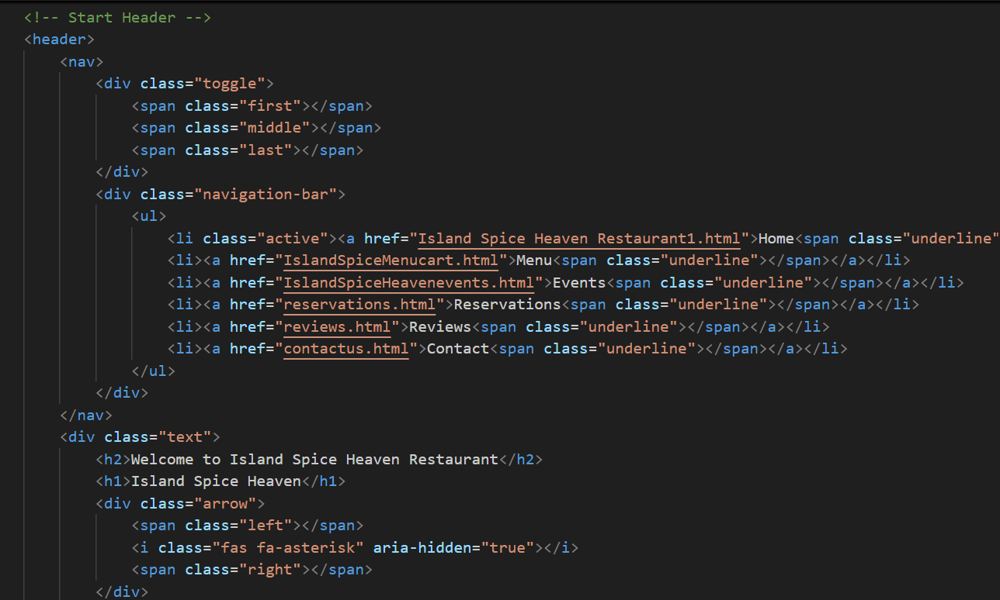 <!-- Start Header -->
<header>
<nav>
<div class="toggle">
<span class="first"></span>
<span class="middle"></span>
<span class="last"></span>
</div>
<div class="navigation-bar">
<ul>
<li class="active"><a href="Island Spice Heaven Restaurant1.html">Home<span class="underline"
<li><a href="IslandSpiceMenucart.html">Menu<span class="underline"></span></a></li>
<li><a href="IslandSpiceHeavenevents.html">Events<span class="underline"></span></a></li>
<li><a href="reservations.html">Reservations<span class="underline"></span></a></li>
<li><a href="reviews.html">Reviews<span class="underline"></span></a></li>
<li><a href="contactus.html">Contact<span class="underline"></span></a></li>
</ul>
</div>
</nav>
<div class="text">
<h2>Welcome to Island Spice Heaven Restaurant</h2>
<h1>Island Spice Heaven</h1>
<div class="arrow">
<span class="left"></span>
<i class="fas fa-asterisk" aria-hidden="true"></i>
<span class="right"></span>
</div>